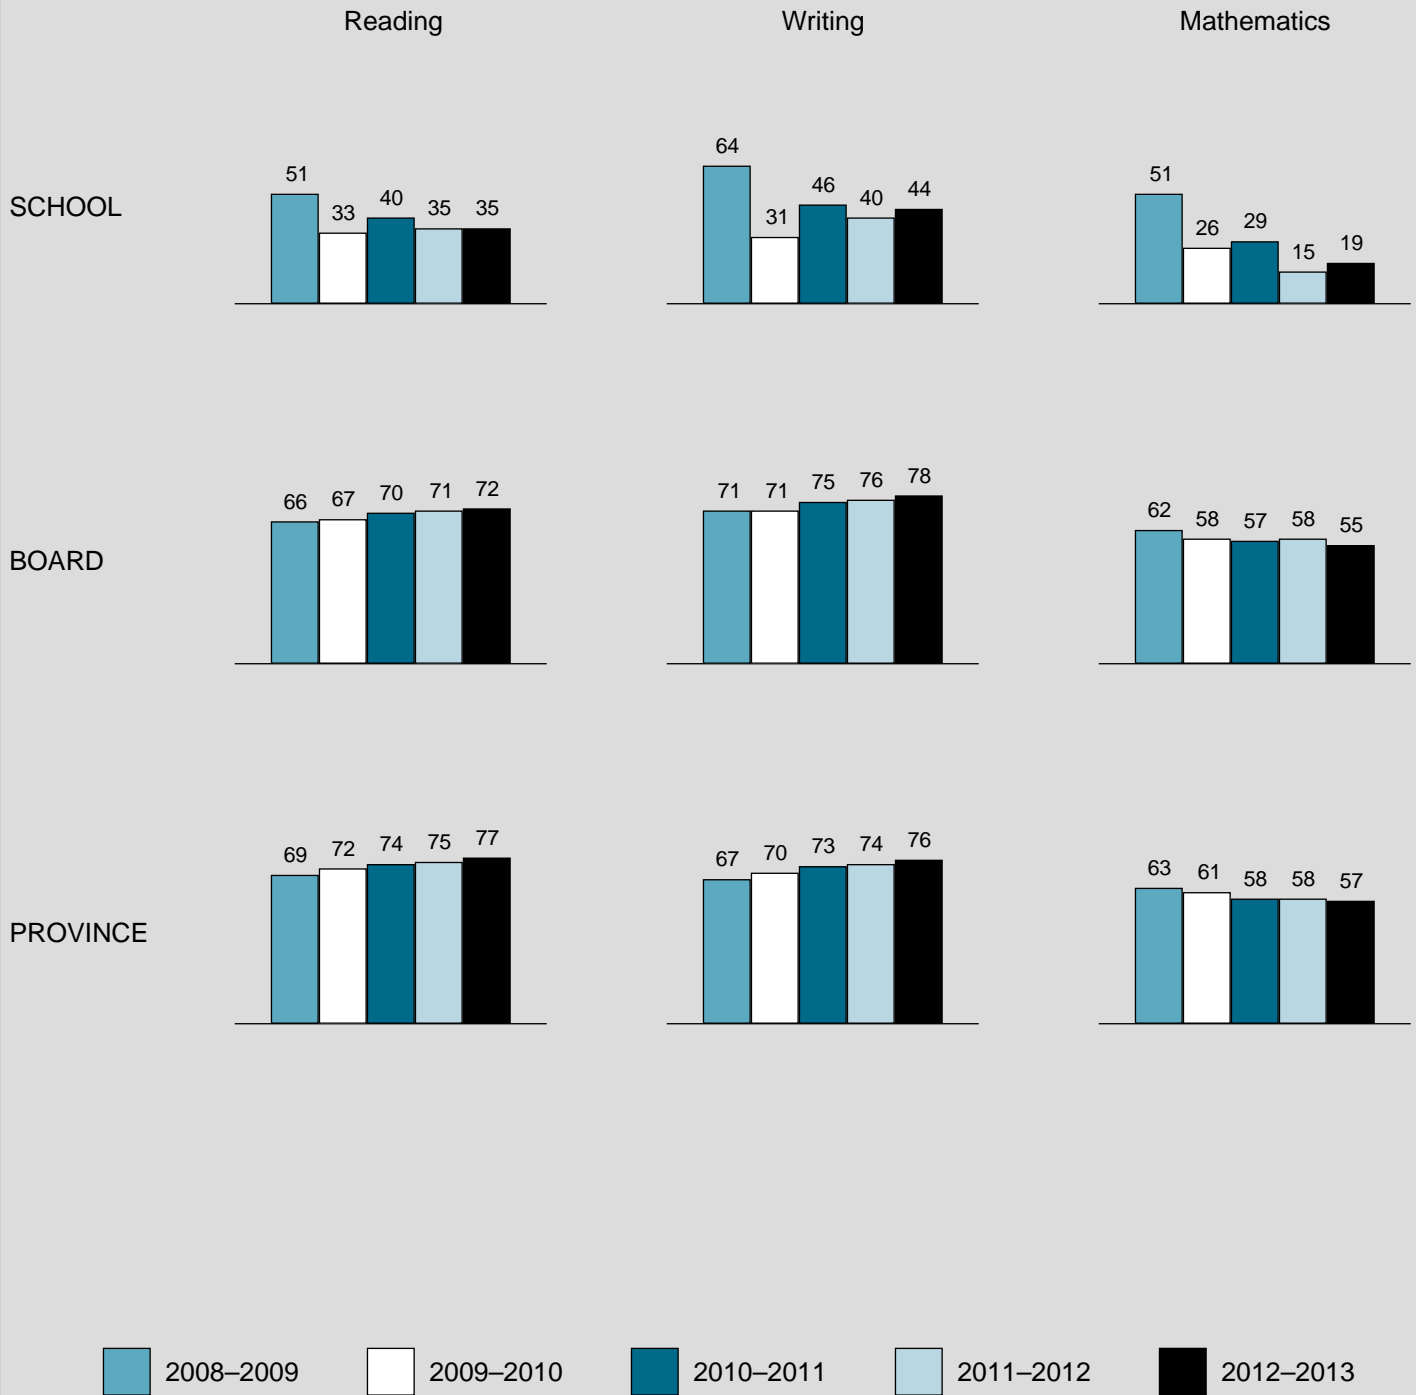 Reading Writing Mathematics
SCHOOL
51 33 40 35 35
64 31 46 40 44
51 26 29 15 19
BOARD
66 67 70 71 72
71 71 75 76 78
62 58 57 58 55
PROVINCE
69 72 74 75 77
67 70 73 74 76
63 61 58 58 57
2008–2009 2009–2010 2010–2011 2011–2012 2012–2013